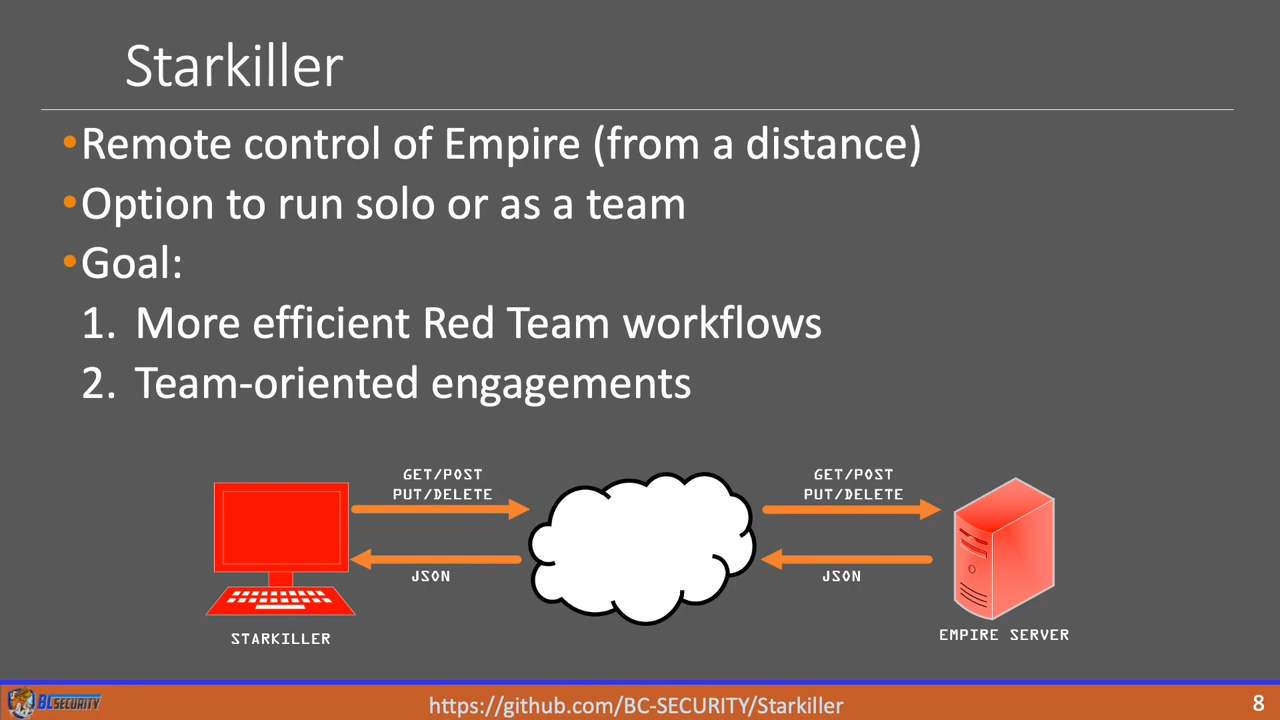 Starkiller
•Remote control of Empire (from a distance)
•Option to run solo or as a team
•Goal:
1. More efficient Red Team workflows
2. Team-oriented engagements
GET/POST
PUT/DELETE
GET/POST
PUT/DELETE
JSON
JSON
STARKILLER
EMPIRE SERVER
BC SECURITY
https://github.com/BC-SECURITY/Starkiller
8